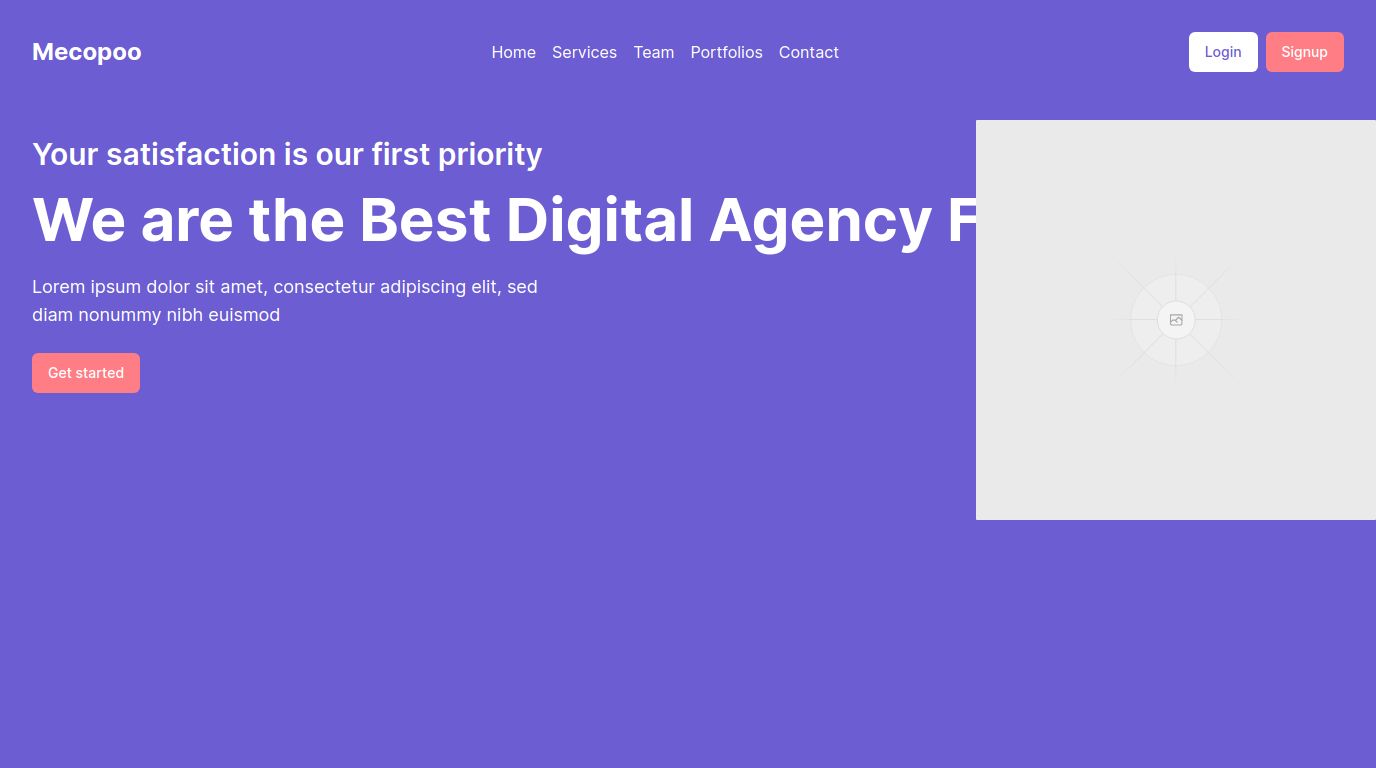 Mecopoo
Home Services Team Portfolios Contact
Login Signup
Your satisfaction is our first priority
We are the Best Digital Agency F
Lorem ipsum dolor sit amet, consectetur adipiscing elit, sed
diam nonummy nibh euismod
Get started